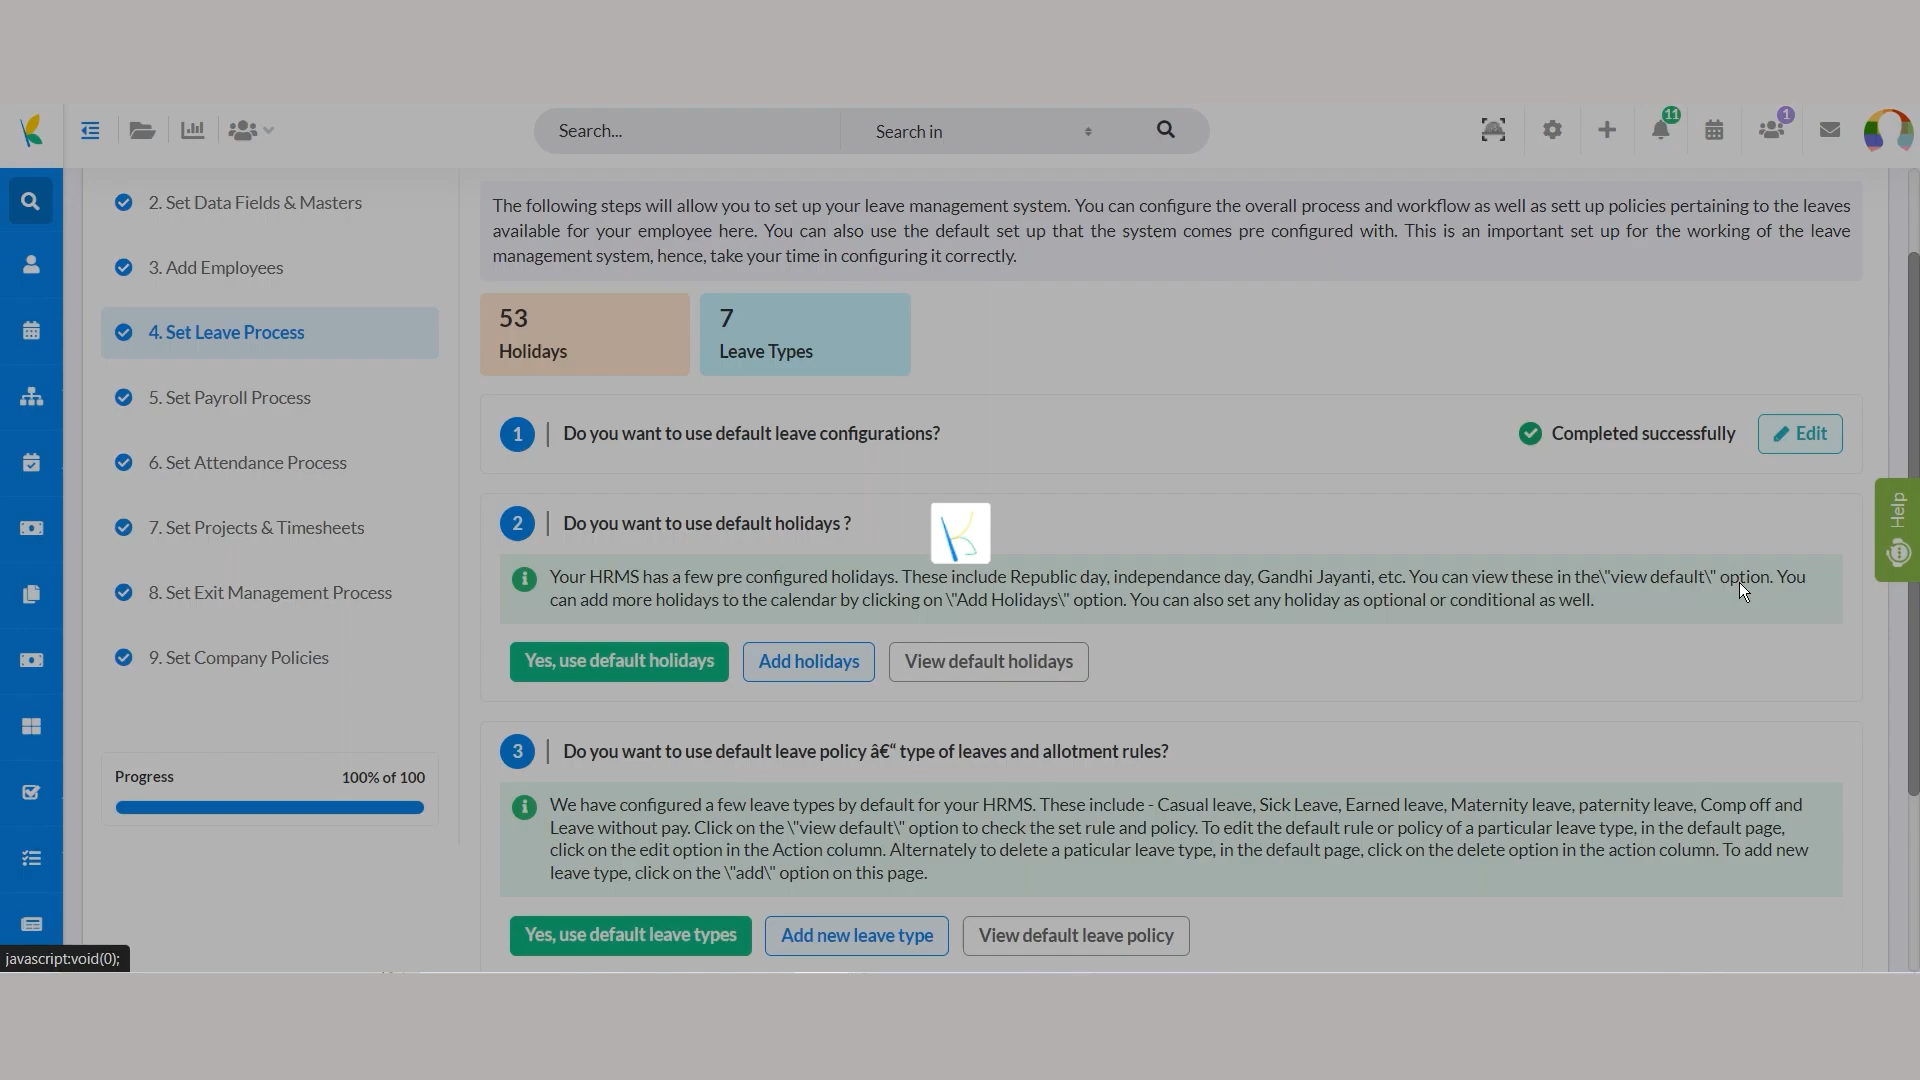 Search...
Search in
11
1
2. Set Data Fields & Masters
3. Add Employees
4. Set Leave Process
5. Set Payroll Process
6. Set Attendance Process
7. Set Projects & Timesheets
8. Set Exit Management Process
9. Set Company Policies
Progress 100% of 100
The following steps will allow you to set up your leave management system. You can configure the overall process and workflow as well as sett up policies pertaining to the leaves
available for your employee here. You can also use the default set up that the system comes pre configured with. This is an important set up for the working of the leave
management system, hence, take your time in configuring it correctly.
53
Holidays
7
Leave Types
1 | Do you want to use default leave configurations?
Completed successfully
Edit
2 | Do you want to use default holidays ?
Your HRMS has a few pre configured holidays. These include Republic day, independance day, Gandhi Jayanti, etc. You can view these in the\"view default\" option. You
can add more holidays to the calendar by clicking on \"Add Holidays\" option. You can also set any holiday as optional or conditional as well.
Yes, use default holidays
Add holidays
View default holidays
3 | Do you want to use default leave policy â€“ type of leaves and allotment rules?
We have configured a few leave types by default for your HRMS. These include - Casual leave, Sick Leave, Earned leave, Maternity leave, paternity leave, Comp off and
Leave without pay. Click on the \"view default\" option to check the set rule and policy. To edit the default rule or policy of a particular leave type, in the default page,
click on the edit option in the Action column. Alternately to delete a paticular leave type, in the default page, click on the delete option in the action column. To add new
leave type, click on the \"add\" option on this page.
Yes, use default leave types
Add new leave type
View default leave policy
Help
javascript:void(0);